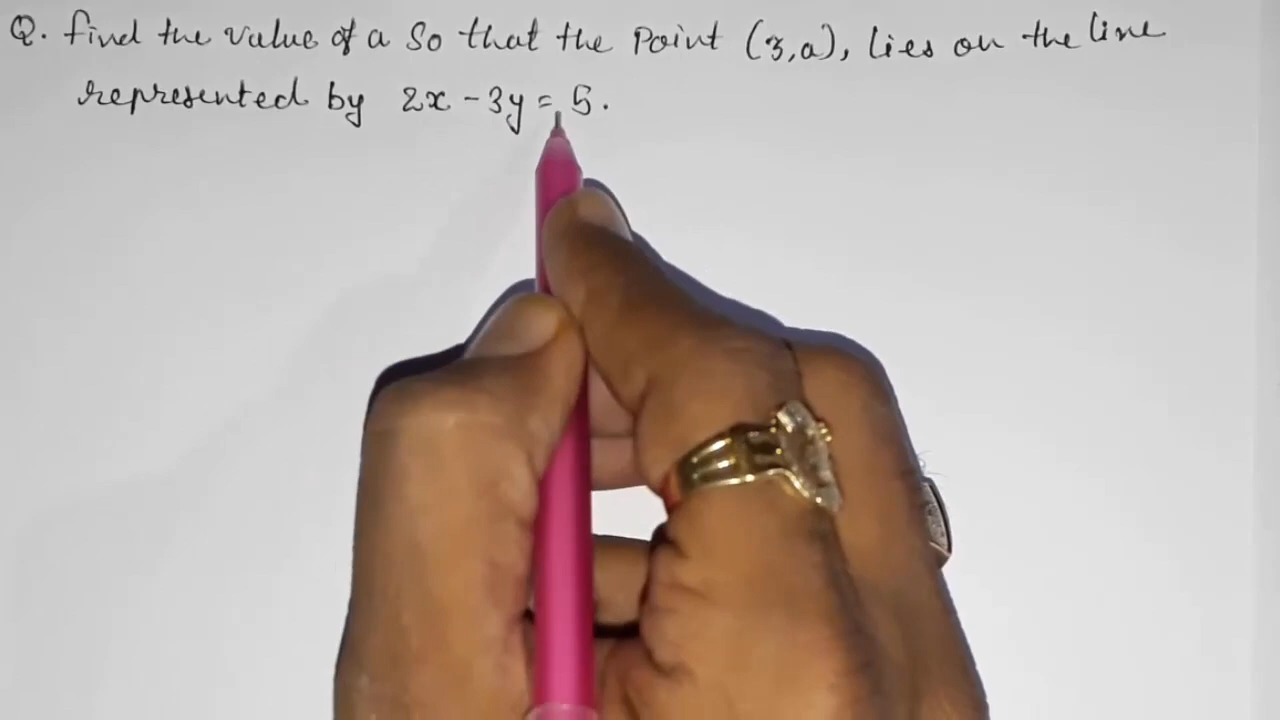 Q. find the value of a So that the Point (3,a), lies on the line
represented by 2x - 3y = 5.